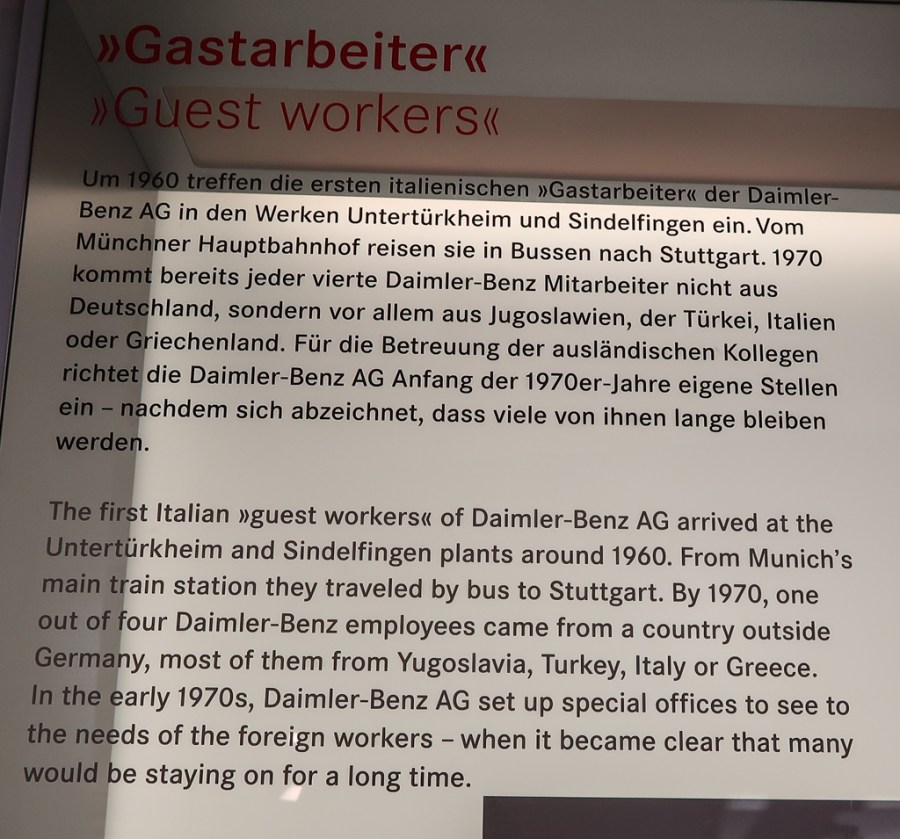 »Gastarbeiter«
»Guest workers«
Um 1960 treffen die ersten italienischen »Gastarbeiter« der Daimler-
Benz AG in den Werken Untertürkheim und Sindelfingen ein. Vom
Münchner Hauptbahnhof reisen sie in Bussen nach Stuttgart. 1970
kommt bereits jeder vierte Daimler-Benz Mitarbeiter nicht aus
Deutschland, sondern vor allem aus Jugoslawien, der Türkei, Italien
oder Griechenland. Für die Betreuung der ausländischen Kollegen
richtet die Daimler-Benz AG Anfang der 1970er-Jahre eigene Stellen
ein – nachdem sich abzeichnet, dass viele von ihnen lange bleiben
werden.
The first Italian »guest workers« of Daimler-Benz AG arrived at the
Untertürkheim and Sindelfingen plants around 1960. From Munich’s
main train station they traveled by bus to Stuttgart. By 1970, one
out of four Daimler-Benz employees came from a country outside
Germany, most of them from Yugoslavia, Turkey, Italy or Greece.
In the early 1970s, Daimler-Benz AG set up special offices to see to
the needs of the foreign workers – when it became clear that many
would be staying on for a long time.